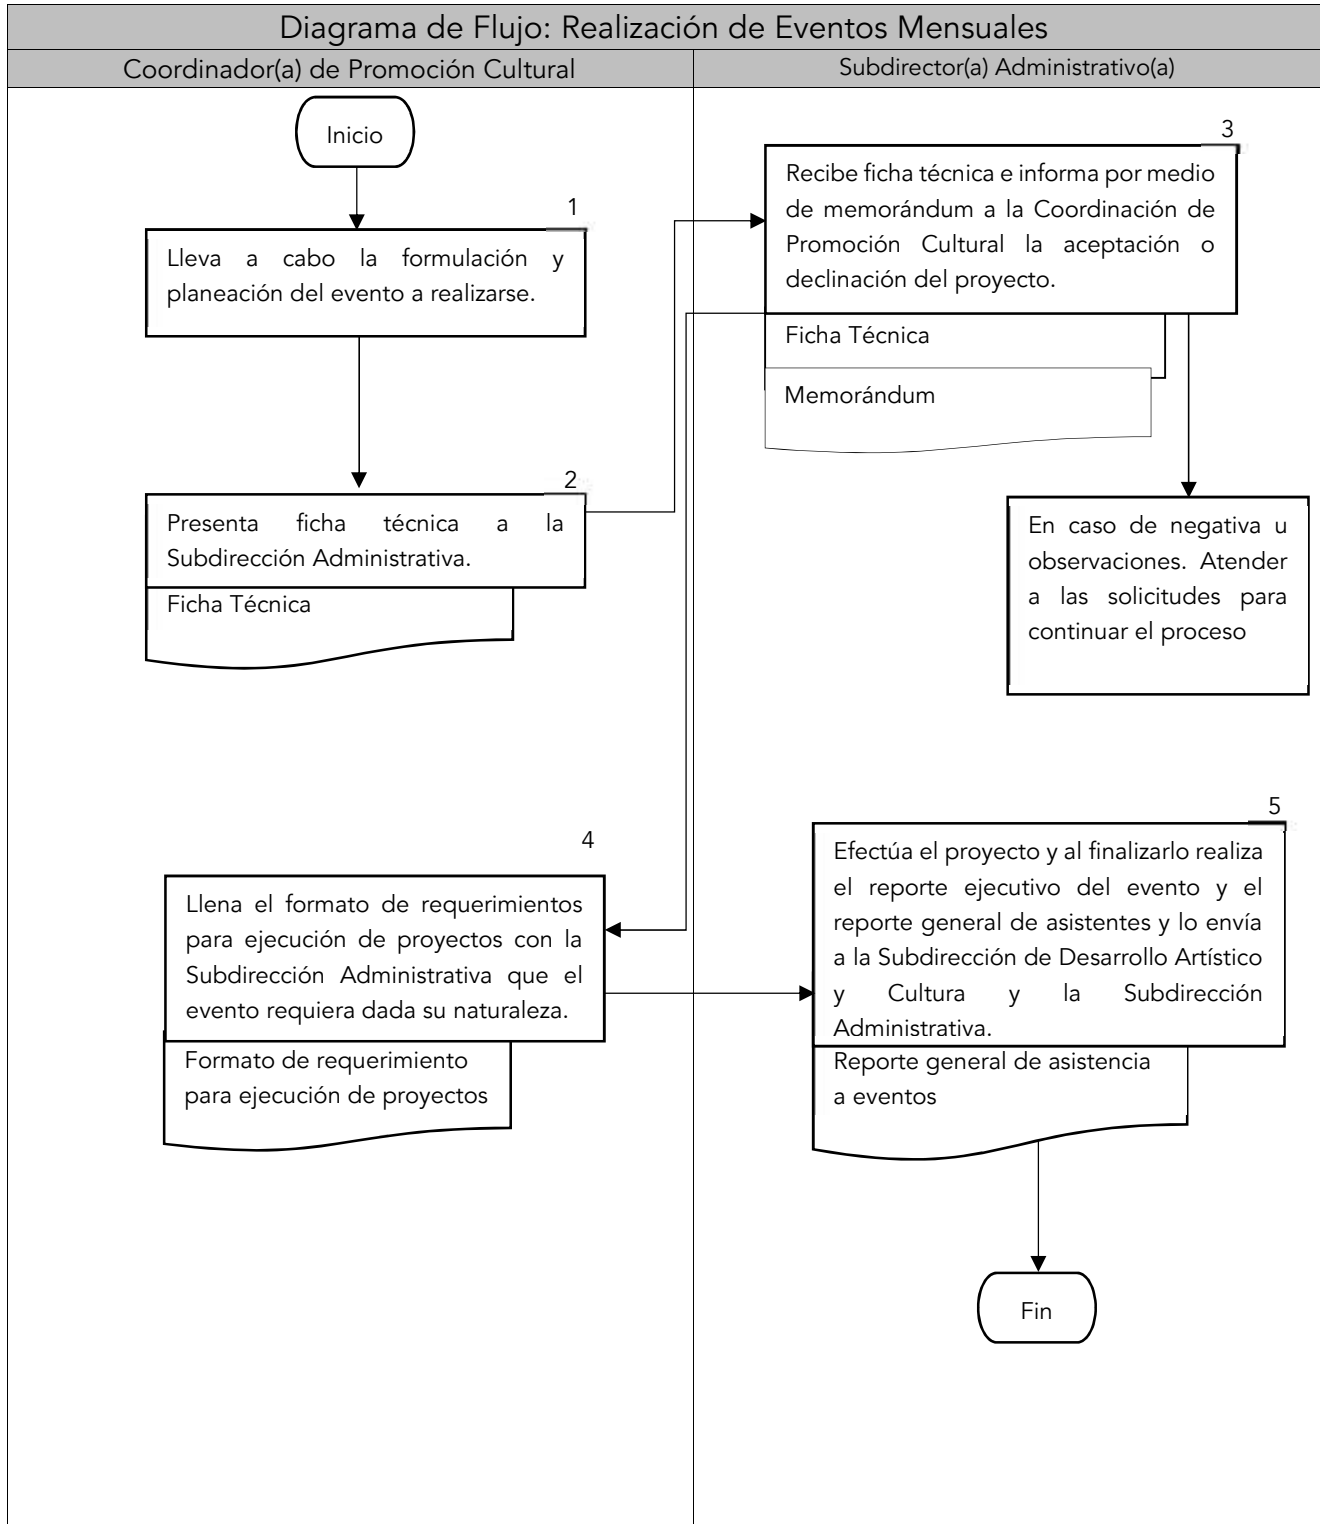 Diagrama de Flujo: Realización de Eventos Mensuales
Coordinador(a) de Promoción Cultural
Subdirector(a) Administrativo(a)
Inicio
1
Lleva a cabo la formulación y
planeación del evento a realizarse.
2
Presenta ficha técnica a la
Subdirección Administrativa.
Ficha Técnica
3
Recibe ficha técnica e informa por medio
de memorándum a la Coordinación de
Promoción Cultural la aceptación o
declinación del proyecto.
Ficha Técnica
Memorándum
En caso de negativa u
observaciones. Atender
a las solicitudes para
continuar el proceso
4
Llena el formato de requerimientos
para ejecución de proyectos con la
Subdirección Administrativa que el
evento requiera dada su naturaleza.
Formato de requerimiento
para ejecución de proyectos
5
Efectúa el proyecto y al finalizarlo realiza
el reporte ejecutivo del evento y el
reporte general de asistentes y lo envía
a la Subdirección de Desarrollo Artístico
y Cultura y la Subdirección
Administrativa.
Reporte general de asistencia
a eventos
Fin